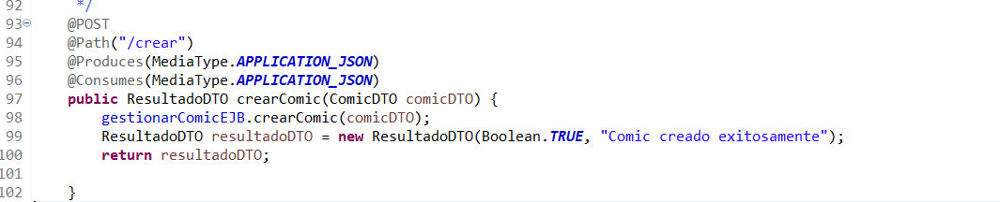 92 */
93 @POST
94 @Path("/crear")
95 @Produces(MediaType.APPLICATION_JSON)
96 @Consumes(MediaType.APPLICATION_JSON)
97 public ResultadoDTO crearComic(ComicDTO comicDTO) {
98 gestionarComicEJB.crearComic(comicDTO);
99 ResultadoDTO resultadoDTO = new ResultadoDTO(Boolean.TRUE, "Comic creado exitosamente");
100 return resultadoDTO;
101
102 }